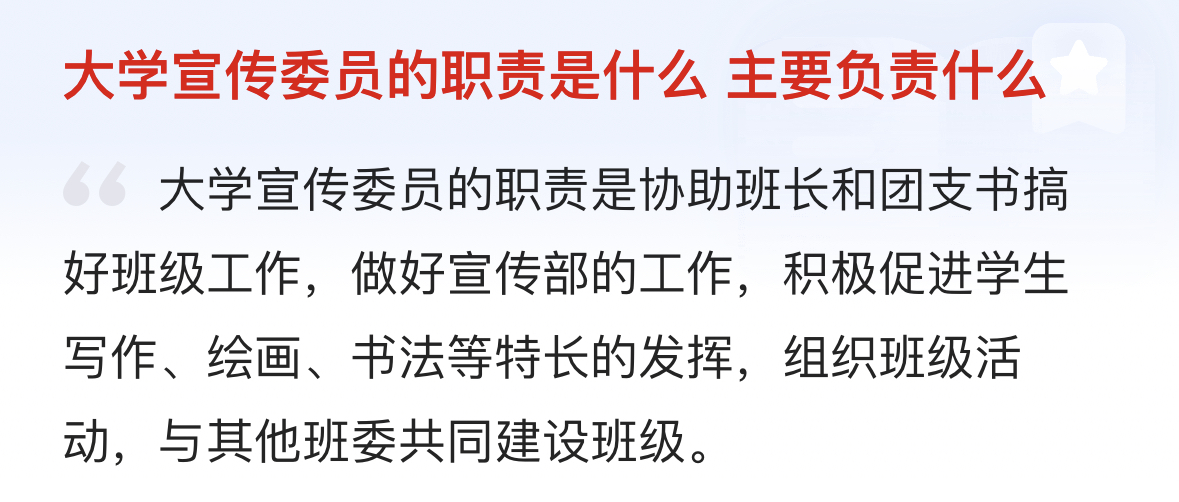 大学宣传委员的职责是什么 主要负责什么
“ 大学宣传委员的职责是协助班长和团支书搞
好班级工作，做好宣传部的工作，积极促进学生
写作、绘画、书法等特长的发挥，组织班级活
动，与其他班委共同建设班级。